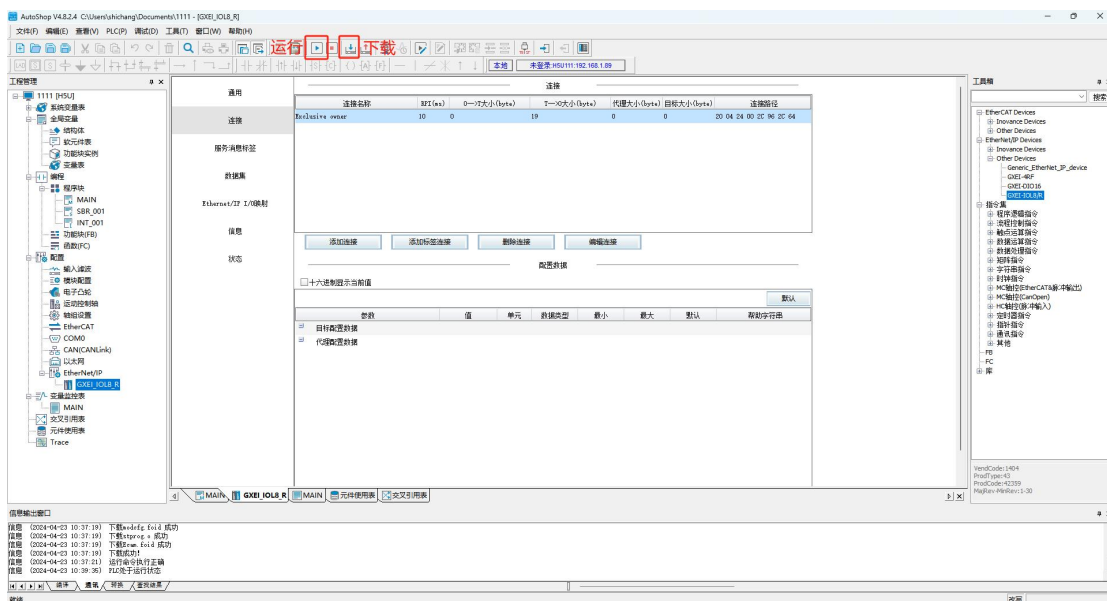 AutoShop V4.8.2.4 C:\Users\shichang\Documents\1111 - [GXEI_IOL8_R]
文件(F) 编辑(E) 查看(V) PLC(P) 调试(D) 工具(T) 窗口(W) 帮助(H)
运行 下载
本地 未登录:H5U111:192.168.1.89
工程管理
1111 [H5U]
系统变量表
全局变量
结构体
软元件表
功能块实例
变量表
编程
程序块
MAIN
SBR_001
INT_001
功能块(FB)
函数(FC)
配置
输入滤波
模块配置
电子凸轮
运动控制轴
轴组设置
EtherCAT
COM0
CAN(CANLink)
以太网
EtherNet/IP
GXEI_IOL8_R
变量监控表
MAIN
交叉引用表
元件使用表
Trace
通用
连接
服务消息标签
数据集
Ethernet/IP I/O映射
信息
状态
连接
连接名称 RPI(ms) O-->T大小(byte) T-->O大小(byte) 代理大小(byte) 目标大小(byte) 连接路径
Exclusive owner 10 0 19 0 0 20 04 24 00 2C 96 2C 64
添加连接 添加标签连接 删除连接 编辑连接
配置数据
十六进制显示当前值
默认
参数 值 单元 数据类型 最小 最大 默认 帮助字符串
目标配置数据
代理配置数据
MAIN GXEI_IOL8_R MAIN 元件使用表 交叉引用表
工具箱
搜索
EtherCAT Devices
Inovance Devices
Other Devices
EtherNet/IP Devices
Inovance Devices
Other Devices
Generic_EtherNet_IP_device
GXEI-4RF
GXEI-DIO16
GXEI-IOL8/R
指令集
程序逻辑指令
流程控制指令
触点运算指令
数据运算指令
数据处理指令
矩阵指令
字符串指令
时钟指令
MC轴控(EtherCAT&脉冲输出)
MC轴控(CanOpen)
HC轴控(脉冲输入)
定时器指令
指针指令
通讯指令
其他
FB
FC
库
VendCode:1404
ProdType:43
ProdCode:42359
MajRev-MinRev:1-30
信息输出窗口
信息 (2024-04-23 10:37:19) 下载modcfg.foid 成功
信息 (2024-04-23 10:37:19) 下载stprog.o 成功
信息 (2024-04-23 10:37:19) 下载Ecam.foid 成功
信息 (2024-04-23 10:37:19) 下载成功!
信息 (2024-04-23 10:37:21) 运行命令执行正确
信息 (2024-04-23 10:39:35) PLC处于运行状态
编译 通讯 转换 查找结果
就绪 改写